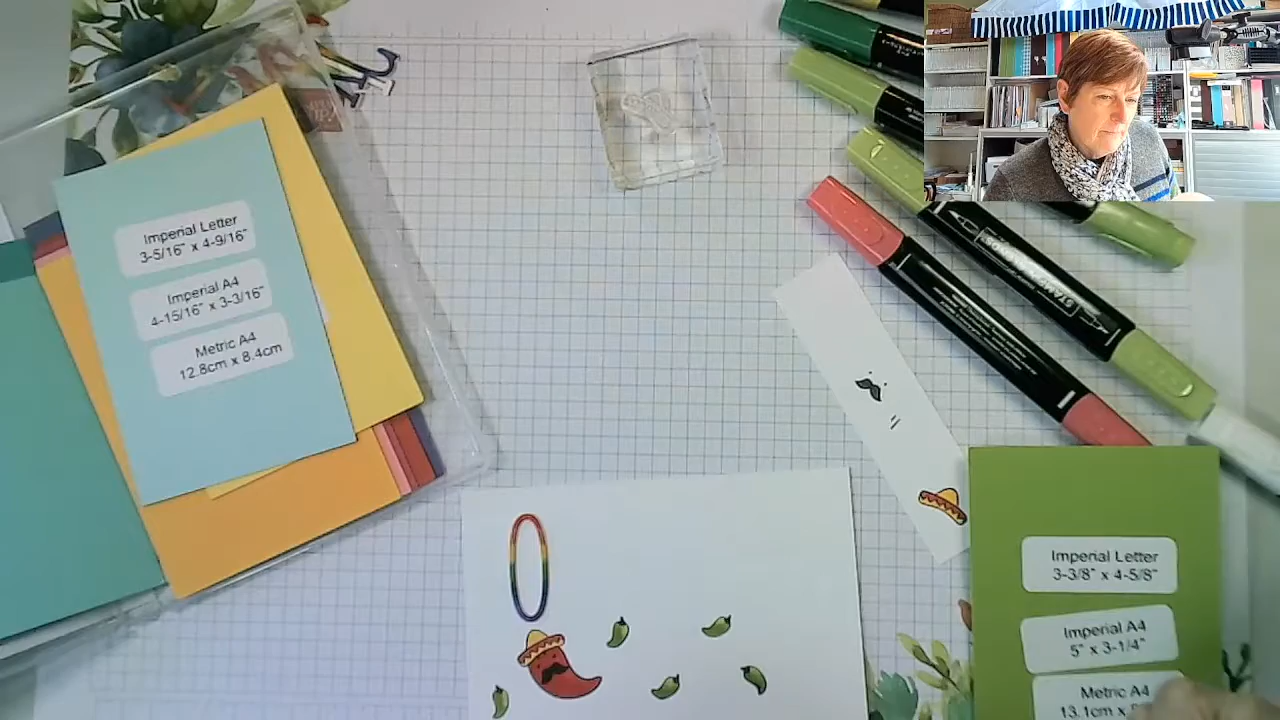 Imperial Letter
3-5/16" x 4-9/16"
Imperial A4
4-15/16" x 3-3/16"
Metric A4
12.8cm x 8.4cm
Imperial Letter
3-3/8" x 4-5/8"
Imperial A4
5" x 3-1/4"
Metric A4
13.1cm x